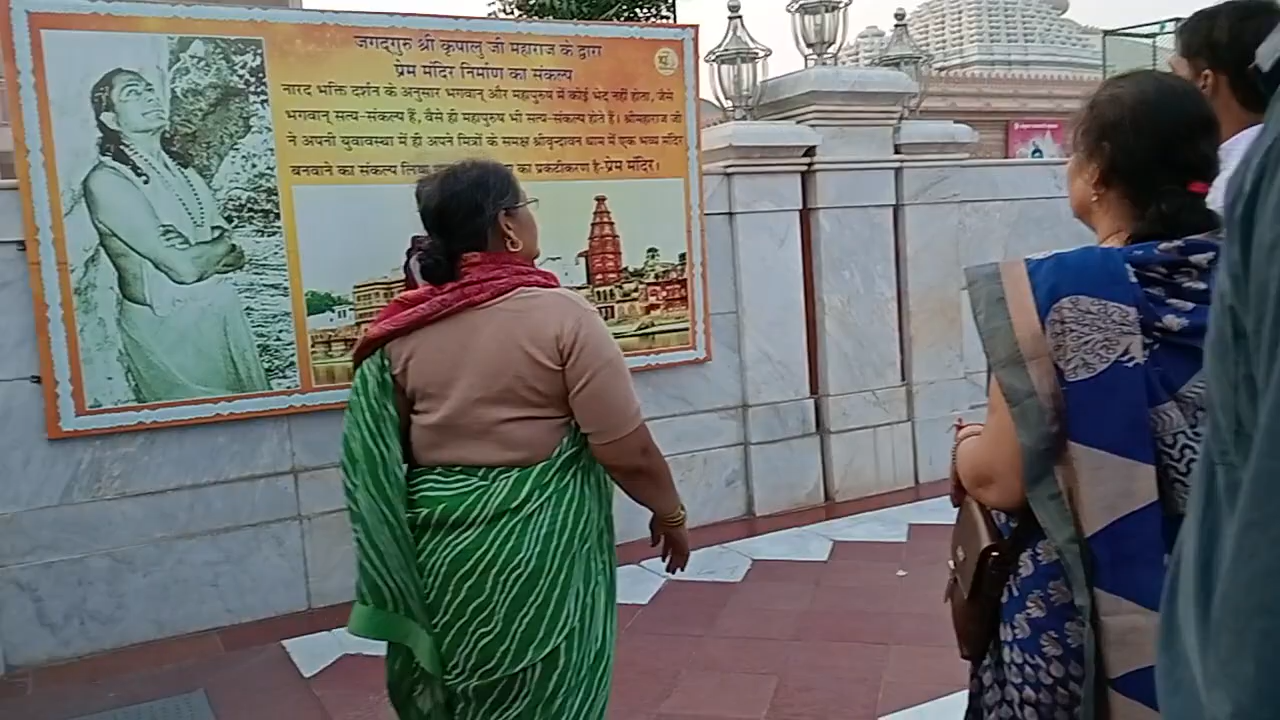 जगद्गुरु श्री कृपालु जी महाराज के द्वारा
प्रेम मंदिर निर्माण का संकल्प
नारद भक्ति दर्शन के अनुसार भगवान् और महापुरुष में कोई भेद नहीं होता, जैसे
भगवान् सत्य-संकल्प हैं, वैसे ही महापुरुष भी सत्य-संकल्प होते हैं। श्रीमहाराज जी
ने अपनी युवावस्था में ही अपने मित्रों के समक्ष श्रीवृन्दावन धाम में एक भव्य मंदिर
बनवाने का संकल्प लिया का प्रकटीकरण है-प्रेम मंदिर।